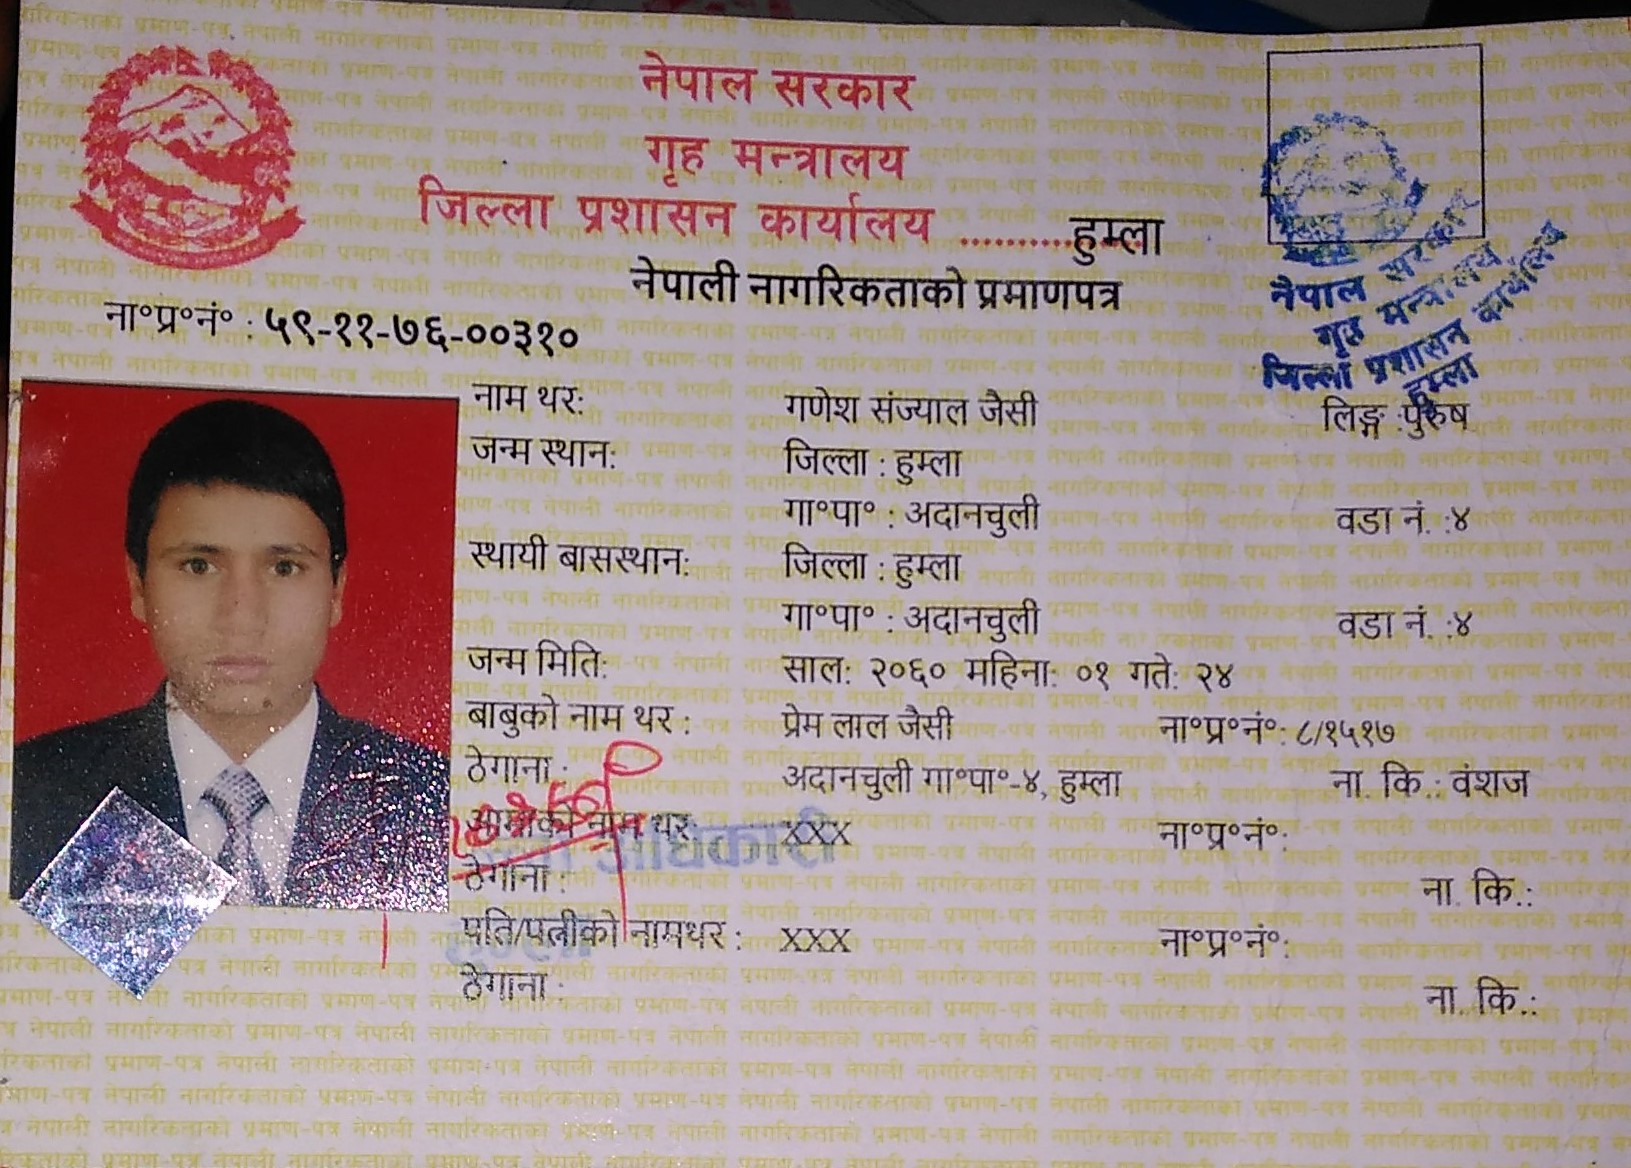 नेपाल सरकार
गृह मन्त्रालय
जिल्ला प्रशासन कार्यालय ..........हुम्ला
नेपाली नागरिकताको प्रमाणपत्र
ना॰प्र॰नं॰ : ५९-११-७६-००३१०
नेपाल सरकार
गृह मन्त्रालय
जिल्ला प्रशासन कार्यालय
हुम्ला
नाम थर: गणेश संज्याल जैसी लिङ्ग :पुरुष
जन्म स्थान: जिल्ला : हुम्ला
गा॰पा॰ : अदानचुली वडा नं. :४
स्थायी बासस्थान: जिल्ला : हुम्ला
गा॰पा॰ : अदानचुली वडा नं. :४
जन्म मिति: साल: २०६० महिना: ०१ गते: २४
बाबुको नाम थर : प्रेम लाल जैसी ना॰प्र॰नं॰: ८/१५१७
ठेगाना : अदानचुली गा॰पा॰-४, हुम्ला ना. कि.: वंशज
आमाको नाम थर: XXX ना॰प्र॰नं॰:
अधिकारी
ठेगाना : ना. कि.:
पति/पत्नीको नामथर : XXX ना॰प्र॰नं॰:
ठेगाना : ना. कि.: